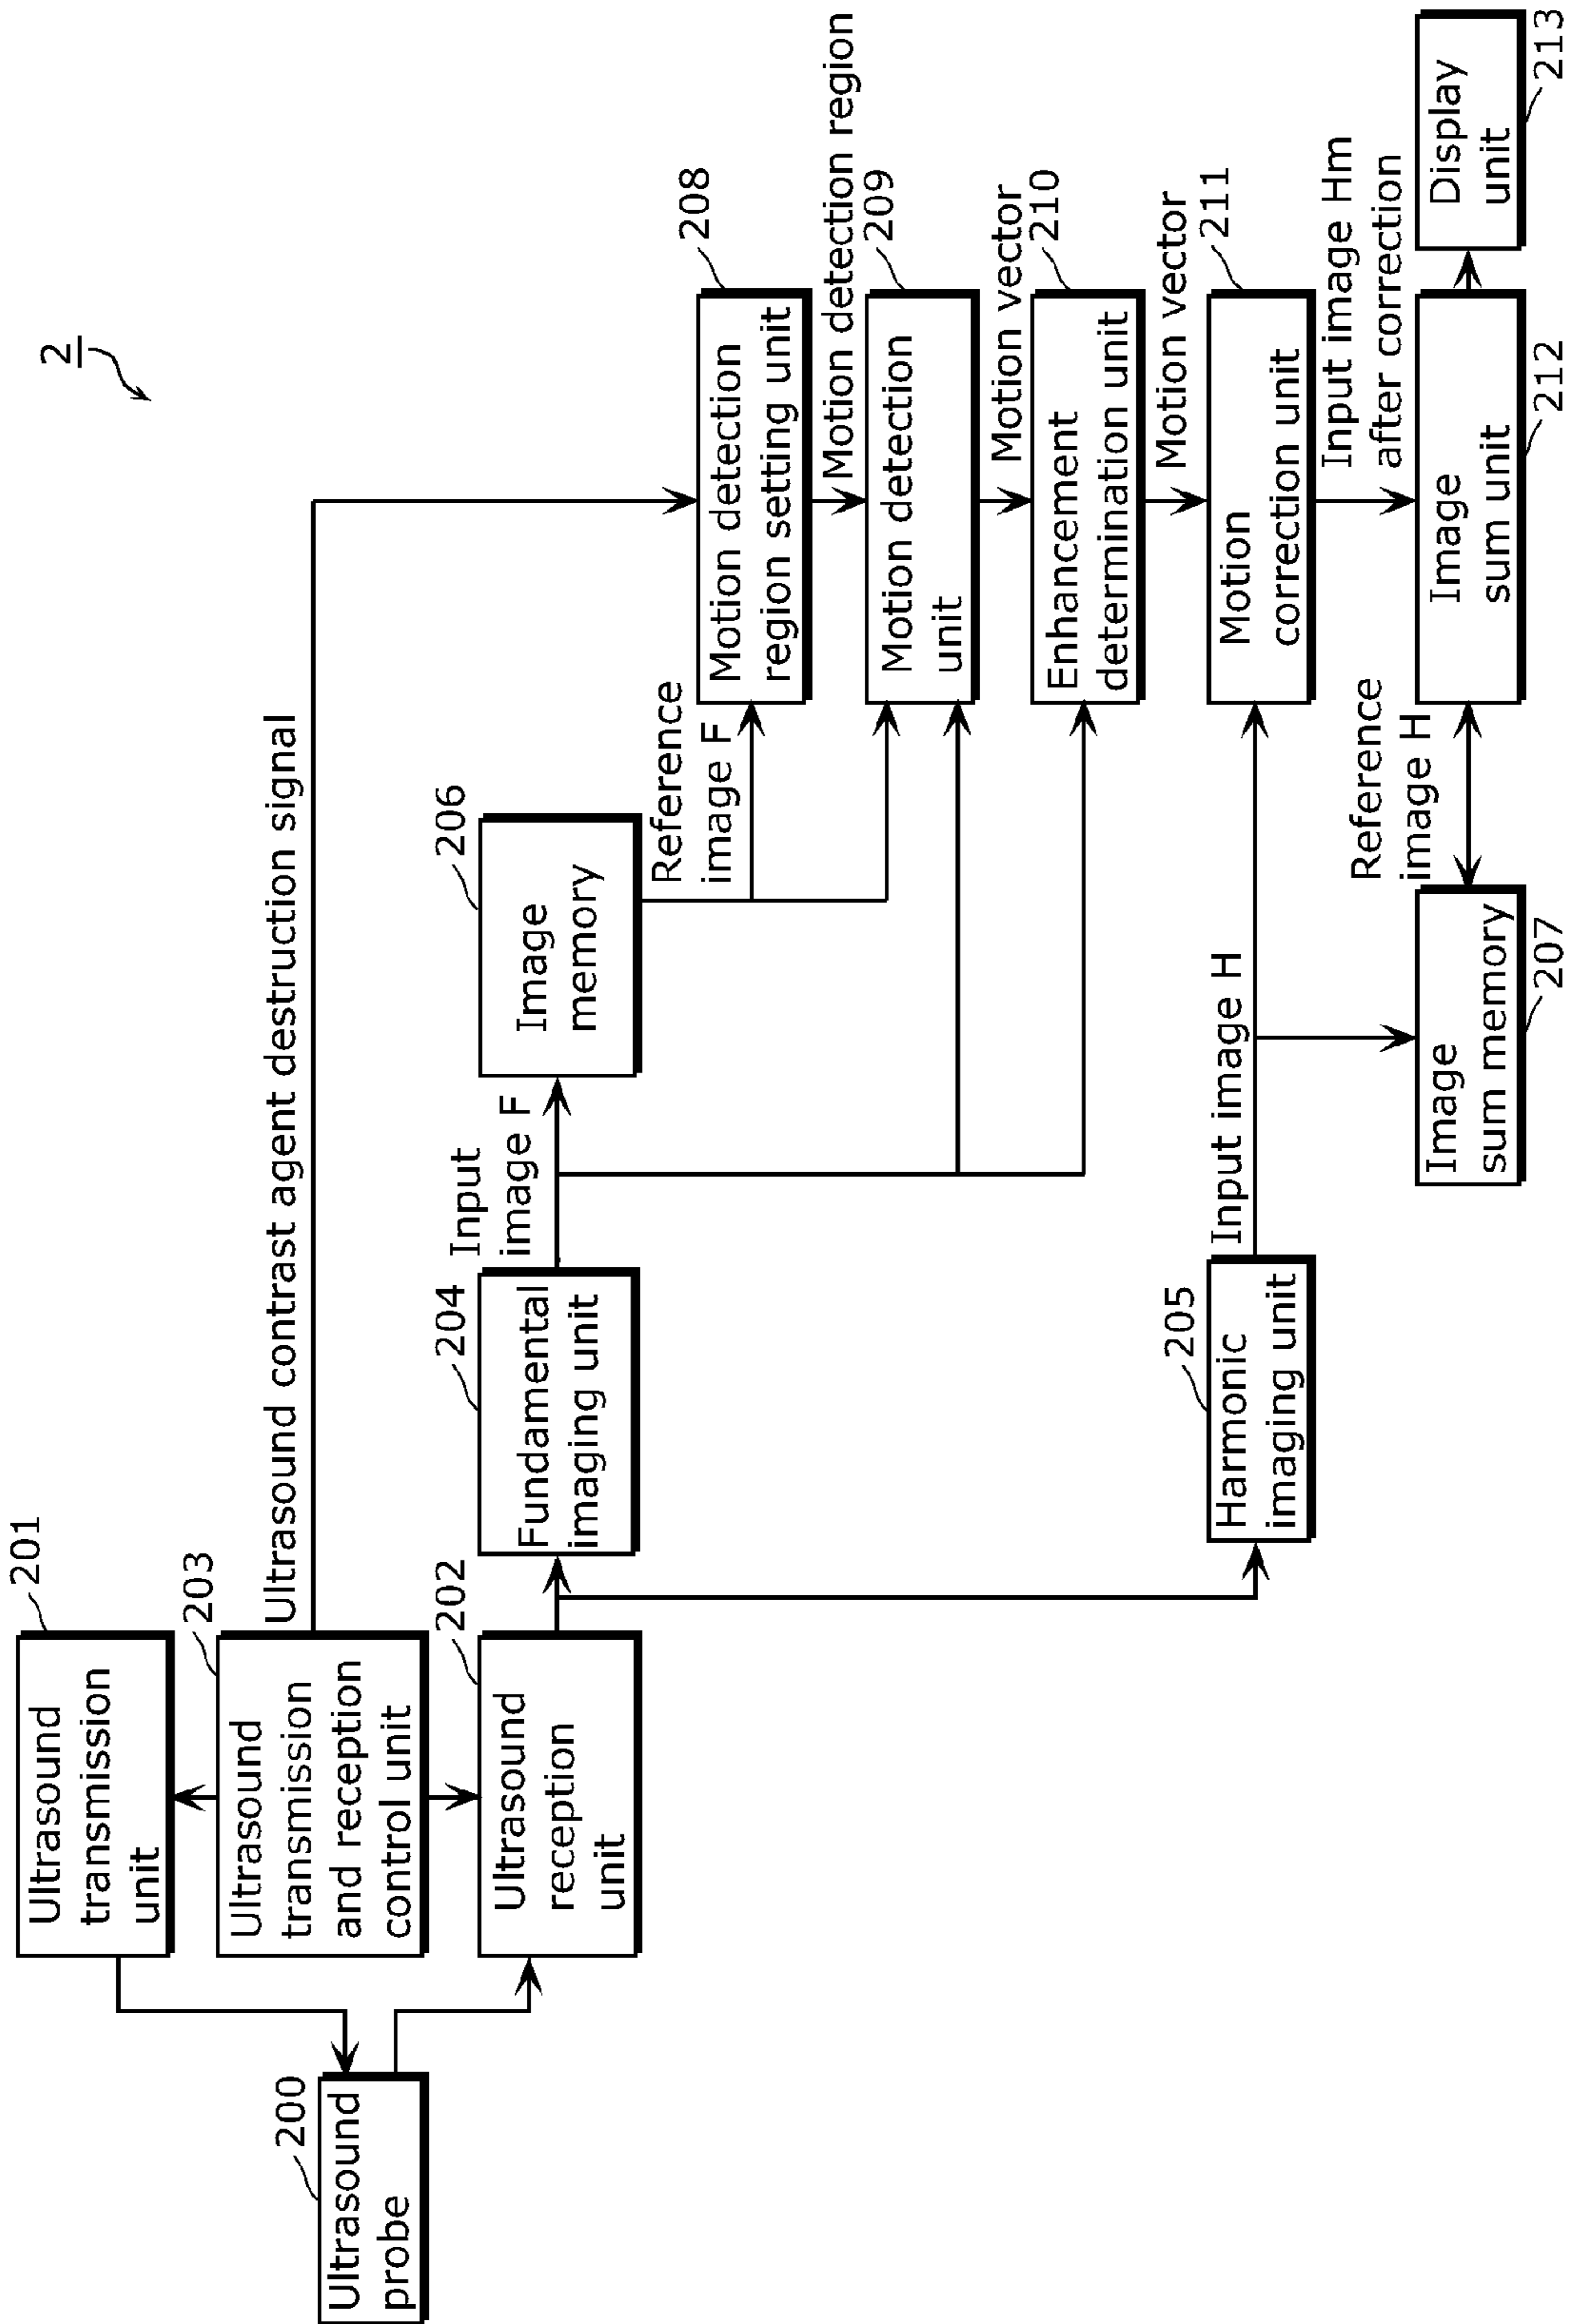 2
201
Ultrasound
transmission
unit
203
Ultrasound
transmission
and reception
control unit
Ultrasound contrast agent destruction signal
200
Ultrasound
probe
202
Ultrasound
reception
unit
204
Fundamental
imaging unit
Input
image F
206
Image
memory
Reference
image F
208
Motion detection
region setting unit
Motion detection region
209
Motion detection
unit
Motion vector
210
Enhancement
determination unit
Motion vector
205
Harmonic
imaging unit
Input image H
211
Motion
correction unit
Input image Hm
after correction
Image
sum memory
207
Reference
image H
Image
sum unit
212
Display
unit
213